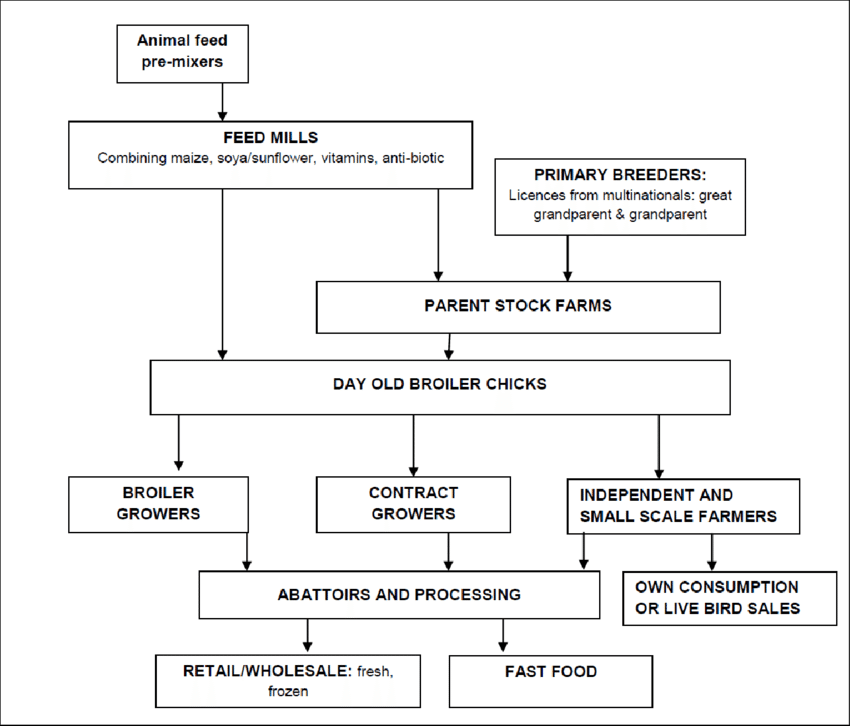 Animal feed
pre-mixers
FEED MILLS
Combining maize, soya/sunflower, vitamins, anti-biotic
PRIMARY BREEDERS:
Licences from multinationals: great
grandparent & grandparent
PARENT STOCK FARMS
DAY OLD BROILER CHICKS
BROILER
GROWERS
CONTRACT
GROWERS
INDEPENDENT AND
SMALL SCALE FARMERS
ABATTOIRS AND PROCESSING
OWN CONSUMPTION
OR LIVE BIRD SALES
RETAIL/WHOLESALE: fresh,
frozen
FAST FOOD